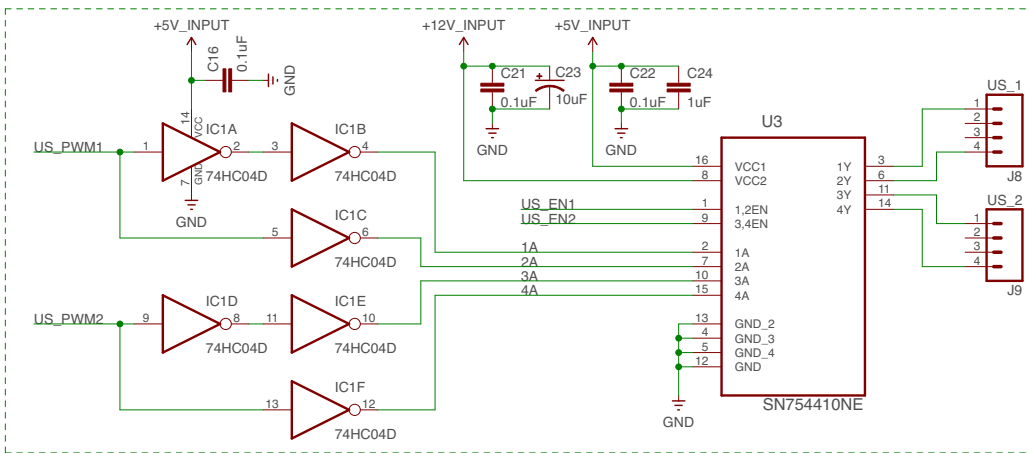 +5V_INPUT
C16
0.1uF
GND
14
VCC
IC1A
1
2
7
GND
74HC04D
GND
US_PWM1
IC1B
3
4
74HC04D
IC1C
5
6
74HC04D
US_PWM2
IC1D
9
8
74HC04D
IC1E
11
10
74HC04D
IC1F
13
12
74HC04D
+12V_INPUT
C21
0.1uF
C23
+
10uF
GND
+5V_INPUT
C22
0.1uF
C24
1uF
GND
US_EN1
US_EN2
1A
2A
3A
4A
U3
16 VCC1 1Y 3
8 VCC2 2Y 6
3Y 11
1 1,2EN 4Y 14
9 3,4EN
2 1A
7 2A
10 3A
15 4A
13 GND_2
4 GND_3
5 GND_4
12 GND
SN754410NE
GND
US_1
1
2
3
4
J8
US_2
1
2
3
4
J9